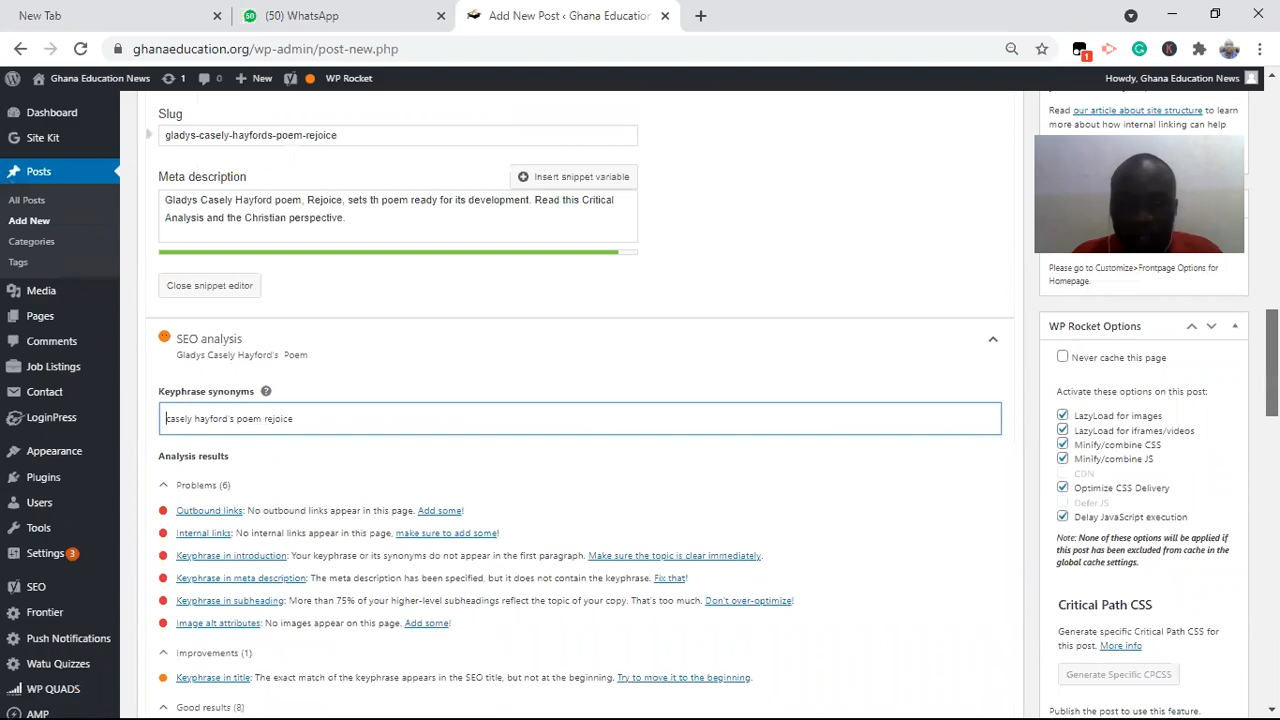 New Tab
(50) WhatsApp
Add New Post ‹ Ghana Education
ghanaeducation.org/wp-admin/post-new.php
1
K
Ghana Education News
1
0
New
WP Rocket
Howdy, Ghana Education News
Dashboard
Site Kit
Posts
All Posts
Add New
Categories
Tags
Media
Pages
Comments
Job Listings
Contact
LoginPress
Appearance
Plugins
Users
Tools
Settings 3
SEO
Frontier
Push Notifications
Watu Quizzes
WP QUADS
AMP
Slug
gladys-casely-hayfords-poem-rejoice
Meta description
Insert snippet variable
Gladys Casely Hayford poem, Rejoice, sets th poem ready for its development. Read this Critical
Analysis and the Christian perspective.
Close snippet editor
SEO analysis
Gladys Casely Hayford's Poem
Keyphrase synonyms ?
casely hayford's poem rejoice
Analysis results
Problems (6)
Outbound links: No outbound links appear in this page. Add some!
Internal links: No internal links appear in this page, make sure to add some!
Keyphrase in introduction: Your keyphrase or its synonyms do not appear in the first paragraph. Make sure the topic is clear immediately.
Keyphrase in meta description: The meta description has been specified, but it does not contain the keyphrase. Fix that!
Keyphrase in subheading: More than 75% of your higher-level subheadings reflect the topic of your copy. That's too much. Don't over-optimize!
Image alt attributes: No images appear on this page. Add some!
Improvements (1)
Keyphrase in title: The exact match of the keyphrase appears in the SEO title, but not at the beginning. Try to move it to the beginning.
Good results (8)
Read our article about site structure to learn
more about how internal linking can help
Please go to Customize>Frontpage Options for
Homepage.
WP Rocket Options
Never cache this page
Activate these options on this post:
LazyLoad for images
LazyLoad for iframes/videos
Minify/combine CSS
Minify/combine JS
CDN
Optimize CSS Delivery
Defer JS
Delay JavaScript execution
Note: None of these options will be applied if
this post has been excluded from cache in the
global cache settings.
Critical Path CSS
Generate specific Critical Path CSS for
this post. More info
Generate Specific CPCSS
Publish the post to use this feature.